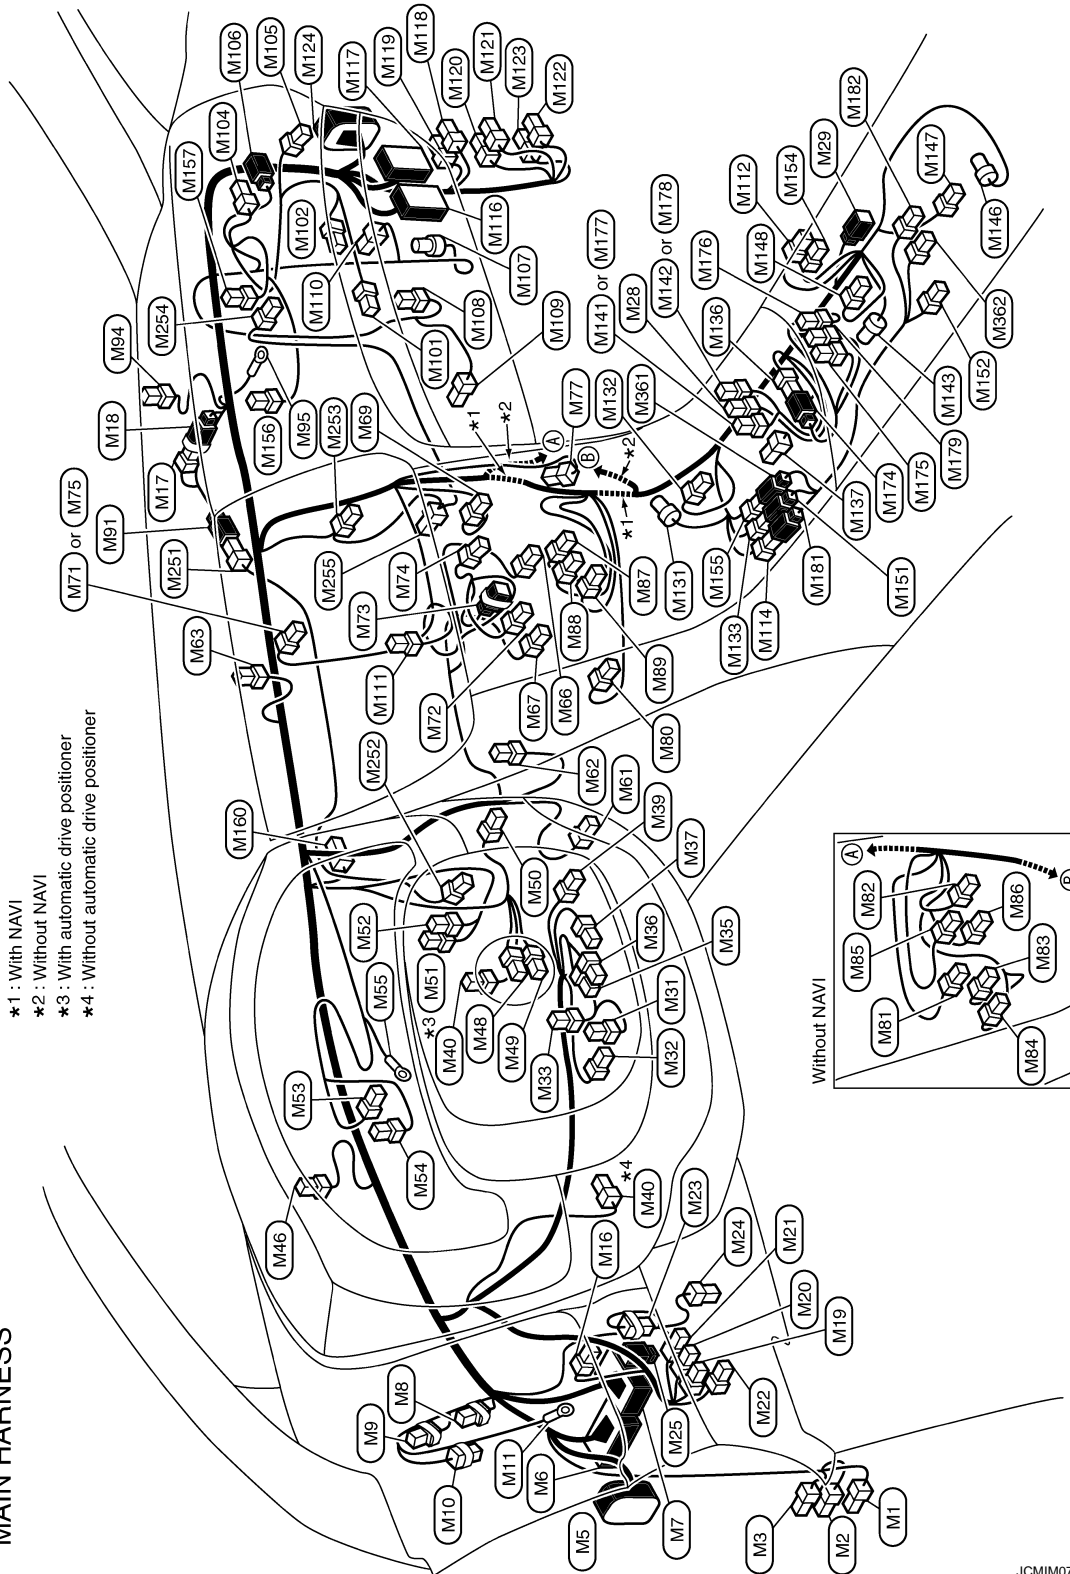 MAIN HARNESS
*1 : With NAVI
*2 : Without NAVI
*3 : With automatic drive positioner
*4 : Without automatic drive positioner
M106
M105
M124
M117
M119
M118
M120
M121
M123
M122
M104
M157
M102
M110
M116
M107
M254
M94
M101
M108
M109
M18
M17
M156
M95
M253
M69
*1
*2
A
M77
B
*2
*1
M71 or M75
M91
M251
M255
M74
M63
M73
M111
M72
M67
M66
M88
M87
M89
M80
M131
M132
M361
M141 or M177
M28
M142 or M178
M176
M136
M148
M112
M154
M29
M182
M147
M146
M362
M152
M143
M179
M175
M174
M137
M151
M181
M155
M133
M114
M252
M160
M62
M61
M39
M37
M50
M36
M35
M52
M51
*3
M40
M48
M49
M33
M31
M32
M55
M53
M54
M46
*4
M40
M16
M23
M24
M21
M20
M19
M22
M25
M9
M8
M10
M11
M6
M5
M7
M3
M2
M1
Without NAVI
A
M82
M85
M86
M81
M83
M84
B